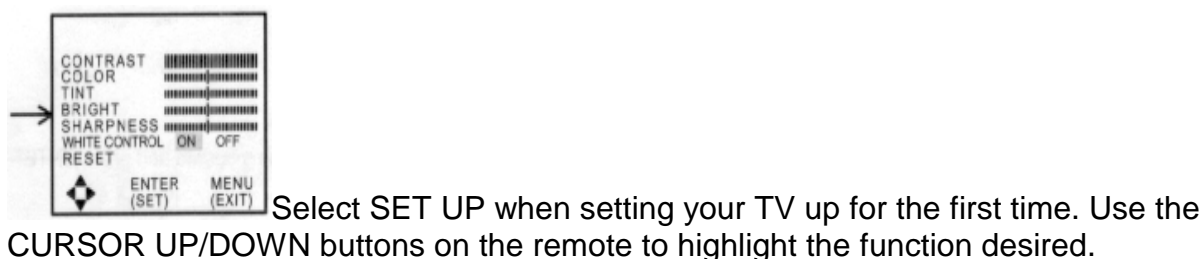 CONTRAST
COLOR
TINT
BRIGHT
SHARPNESS
WHITE CONTROL ON OFF
RESET
ENTER MENU
(SET) (EXIT)
Select SET UP when setting your TV up for the first time. Use the
CURSOR UP/DOWN buttons on the remote to highlight the function desired.